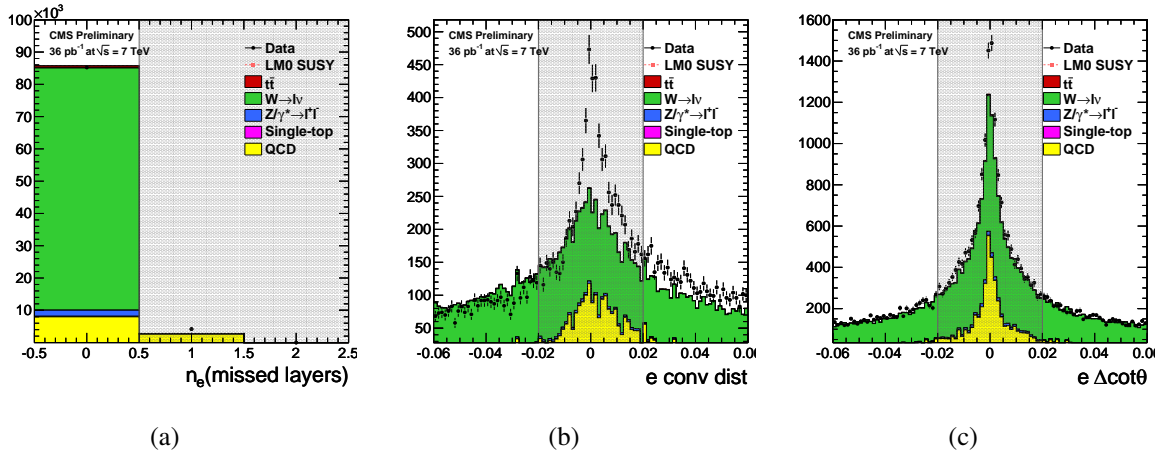 ×10³
CMS Preliminary
36 pb⁻¹ at √s = 7 TeV
Data
LM0 SUSY
tt̄
W→lν
Z/γ*→l⁺l⁻
Single-top
QCD
100
90
80
70
60
50
40
30
20
10
0
-0.5 0 0.5 1 1.5 2 2.5
nₑ(missed layers)
(a)
CMS Preliminary
36 pb⁻¹ at √s = 7 TeV
Data
LM0 SUSY
tt̄
W→lν
Z/γ*→l⁺l⁻
Single-top
QCD
500
450
400
350
300
250
200
150
100
50
-0.06 -0.04 -0.02 0 0.02 0.04 0.06
e conv dist
(b)
CMS Preliminary
36 pb⁻¹ at √s = 7 TeV
Data
LM0 SUSY
tt̄
W→lν
Z/γ*→l⁺l⁻
Single-top
QCD
1600
1400
1200
1000
800
600
400
200
-0.06 -0.04 -0.02 0 0.02 0.04 0.06
e Δcotθ
(c)